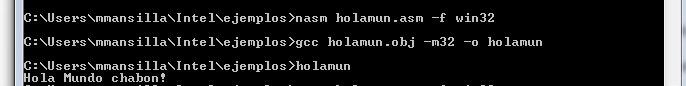 C:\Users\mmansilla\Intel\ejemplos>nasm holamun.asm -f win32
C:\Users\mmansilla\Intel\ejemplos>gcc holamun.obj -m32 -o holamun
C:\Users\mmansilla\Intel\ejemplos>holamun
Hola Mundo chabon!